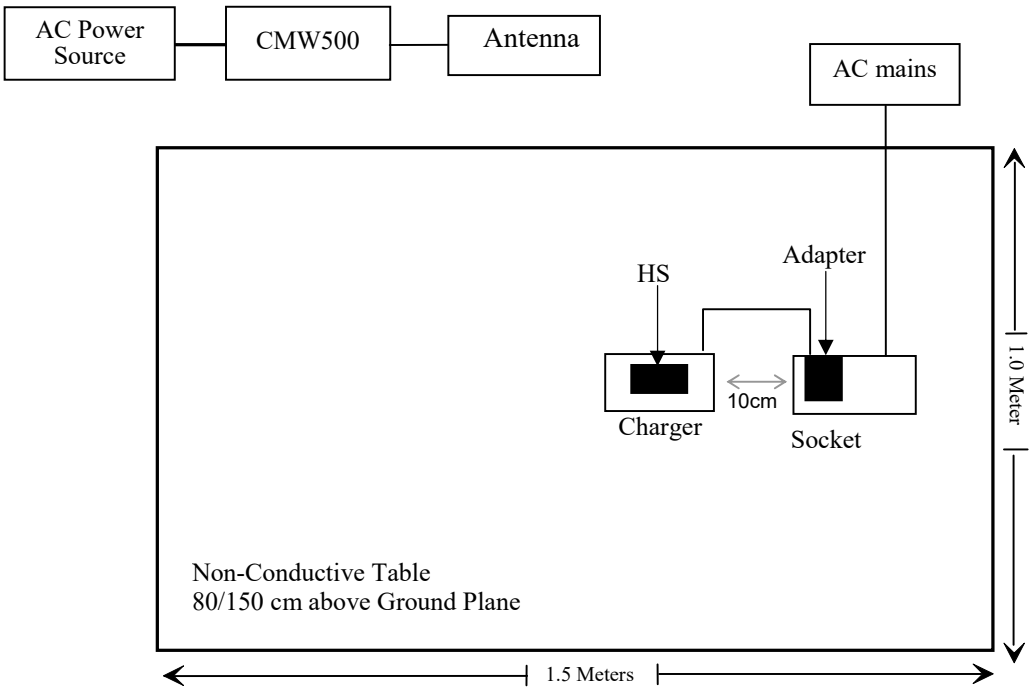 AC Power
Source
CMW500
Antenna
AC mains
Adapter
HS
10cm
Charger
Socket
1.0 Meter
Non-Conductive Table
80/150 cm above Ground Plane
1.5 Meters